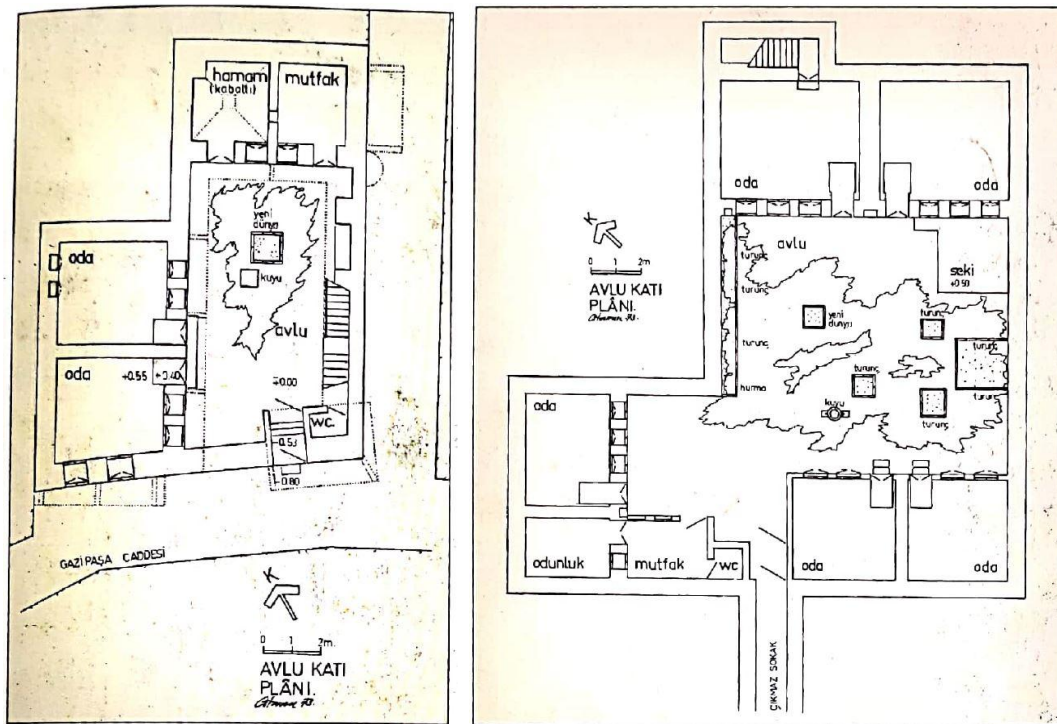 hamam
(kubaltı)
mutfak
yeni
dünya
kuyu
avlu
oda
oda
+0.55
+0.40
∓0.00
wc.
-0.53
-0.80
GAZİPAŞA CADDESİ
K
0 1 2m.
AVLU KATI
PLÂNI.
oda
oda
avlu
turunç
turunç
turunç
hurma
seki
+0.50
yeni
dünya
turunç
turunç
turunç
turunç
turunç
kuyu
K
0 1 2m
AVLU KATI
PLÂNI.
oda
odunluk
mutfak
wc
oda
oda
ÇIKMAZ SOKAK